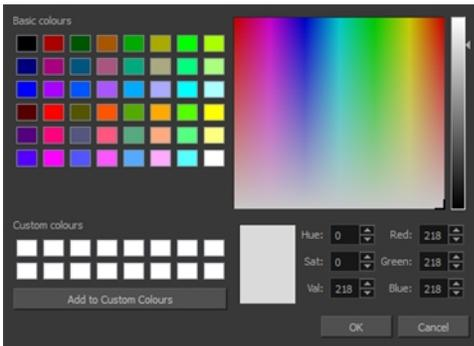 Basic colours
Custom colours
Add to Custom Colours
Hue: 0 Red: 218
Sat: 0 Green: 218
Val: 218 Blue: 218
OK Cancel